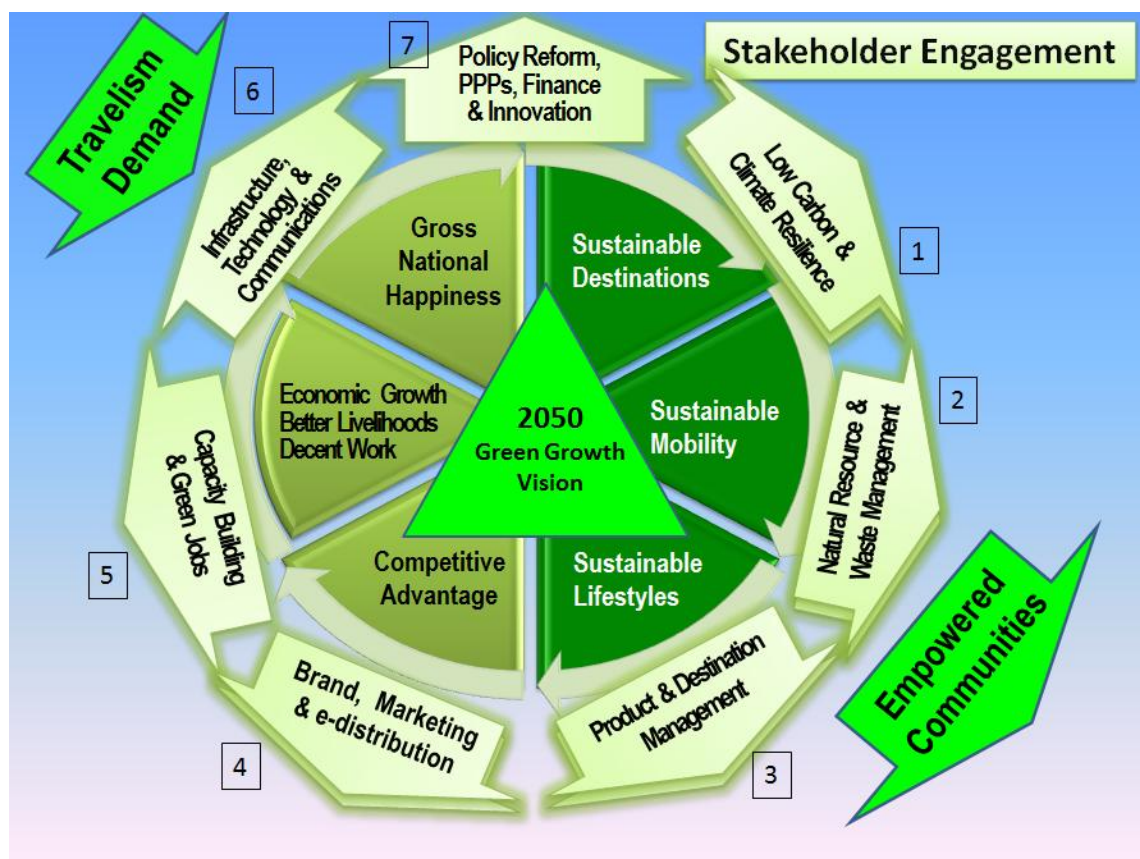 Stakeholder Engagement
Travelism
Demand
7
Policy Reform,
PPPs, Finance
& Innovation
6
Infrastructure,
Technology &
Communications
Low Carbon &
Climate Resilience
1
Gross
National
Happiness
Sustainable
Destinations
2
Natural Resource &
Waste Management
Economic Growth
Better Livelihoods
Decent Work
2050
Green Growth
Vision
Sustainable
Mobility
5
Capacity Building
& Green Jobs
Competitive
Advantage
Sustainable
Lifestyles
Empowered
Communities
4
Brand, Marketing
& e-distribution
Product & Destination
Management
3